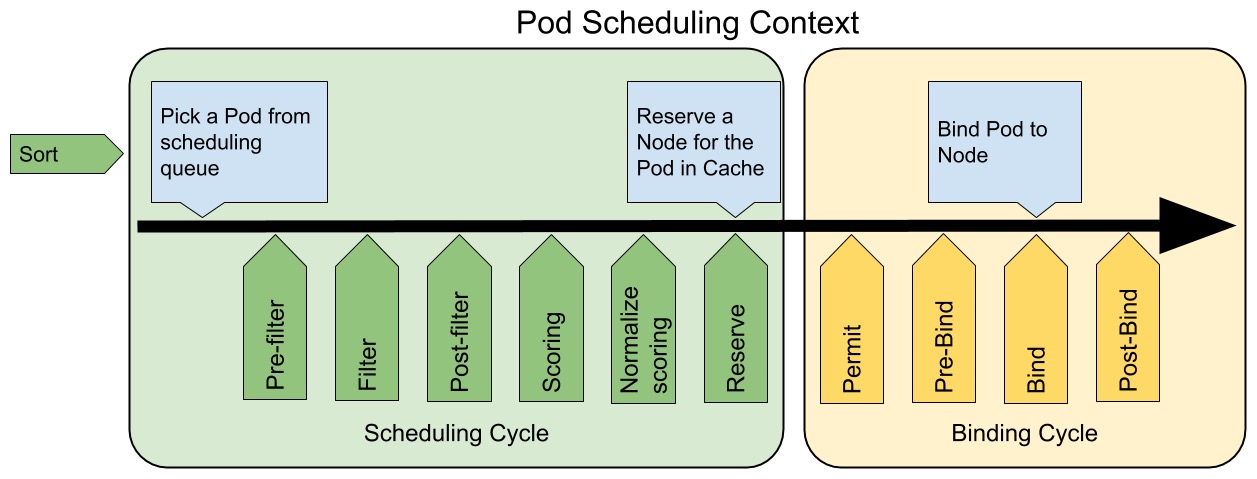 Pod Scheduling Context
Sort
Pick a Pod from
scheduling
queue
Reserve a
Node for the
Pod in Cache
Bind Pod to
Node
Pre-filter
Filter
Post-filter
Scoring
Normalize
scoring
Reserve
Permit
Pre-Bind
Bind
Post-Bind
Scheduling Cycle
Binding Cycle